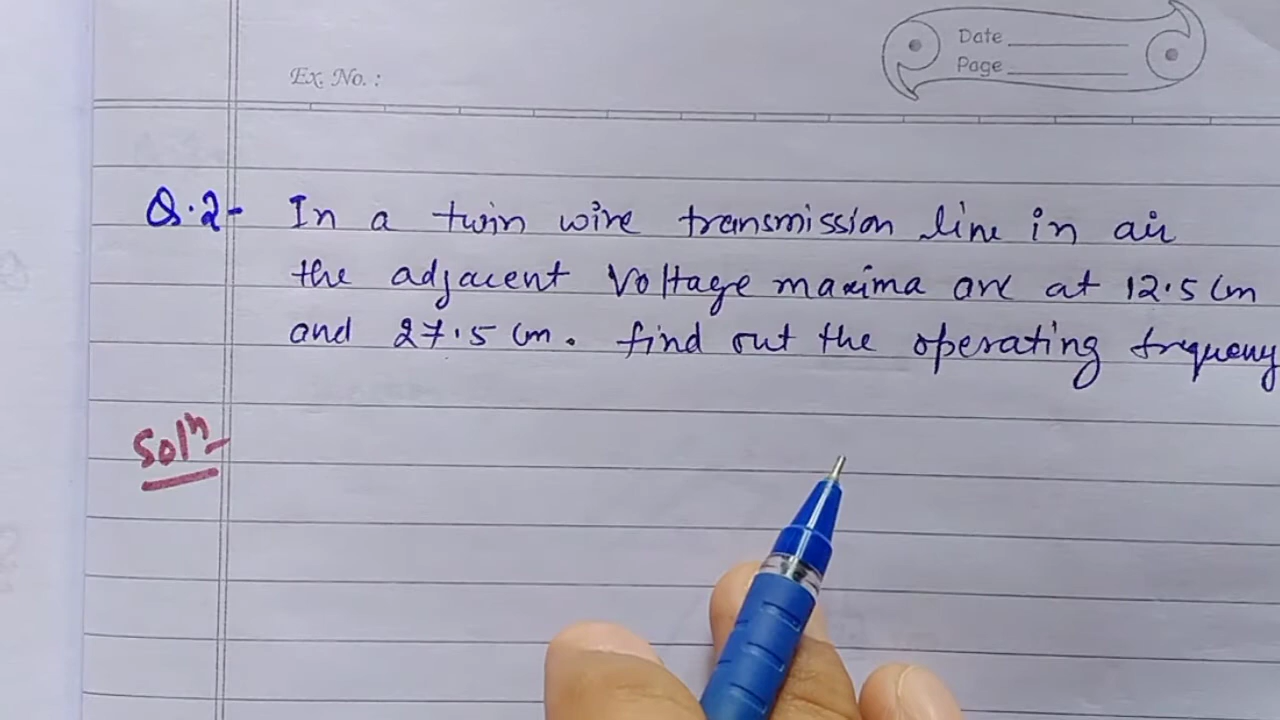 Date
Page
Ex. No. :
Q.2- In a twin wire transmission line in air
the adjacent Voltage maxima are at 12.5 cm
and 27.5 cm. find out the operating frequency
Solⁿ-